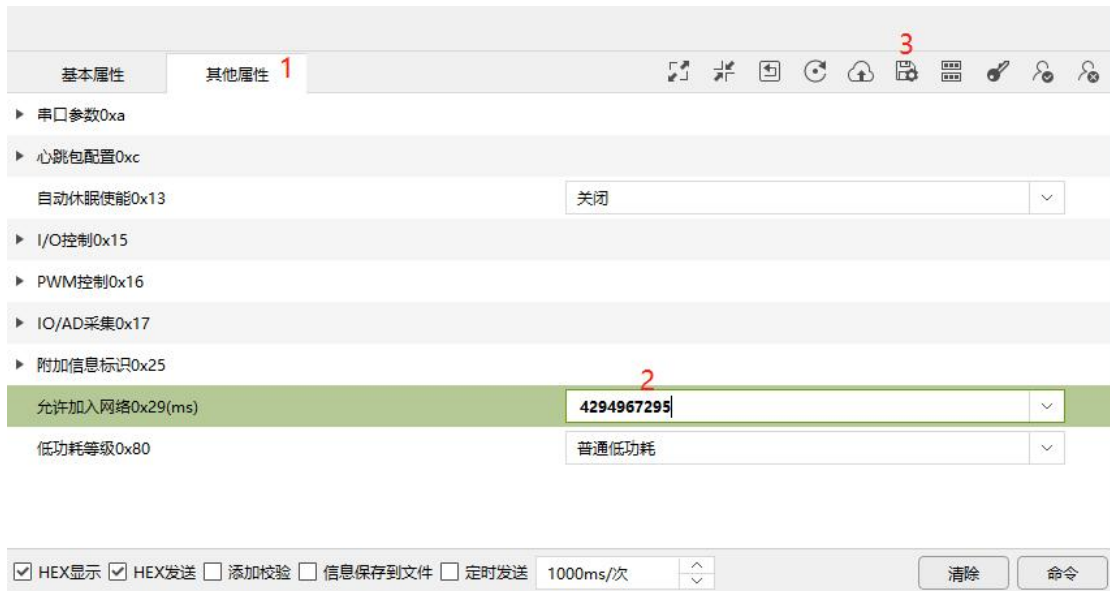 3
基本属性 其他属性 1
串口参数0xa
心跳包配置0xc
自动休眠使能0x13 关闭
I/O控制0x15
PWM控制0x16
IO/AD采集0x17
附加信息标识0x25
2
允许加入网络0x29(ms) 4294967295
低功耗等级0x80 普通低功耗
HEX显示 HEX发送 添加校验 信息保存到文件 定时发送 1000ms/次 清除 命令